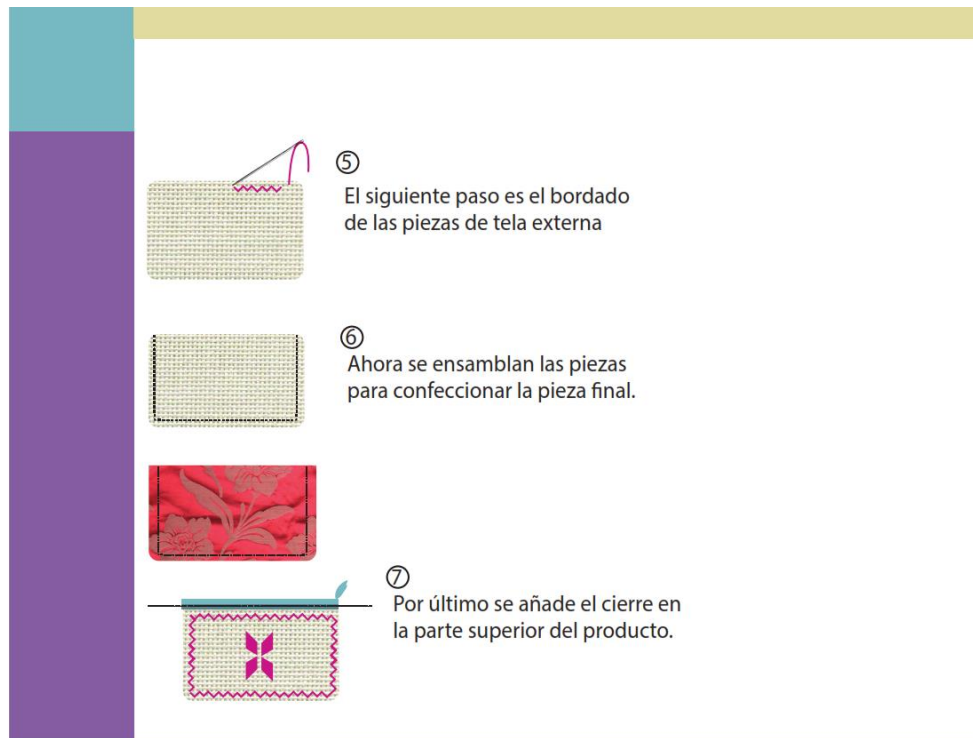 ⑤
El siguiente paso es el bordado
de las piezas de tela externa
⑥
Ahora se ensamblan las piezas
para confeccionar la pieza final.
⑦
Por último se añade el cierre en
la parte superior del producto.